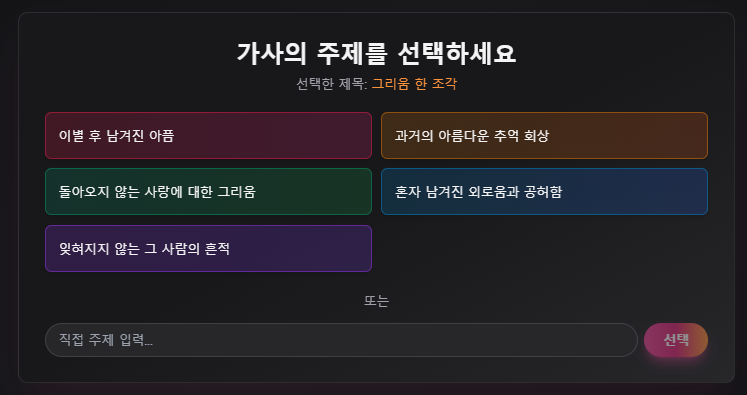 가사의 주제를 선택하세요
선택한 제목: 그리움 한 조각
이별 후 남겨진 아픔
과거의 아름다운 추억 회상
돌아오지 않는 사랑에 대한 그리움
혼자 남겨진 외로움과 공허함
잊혀지지 않는 그 사람의 흔적
또는
직접 주제 입력...
선택